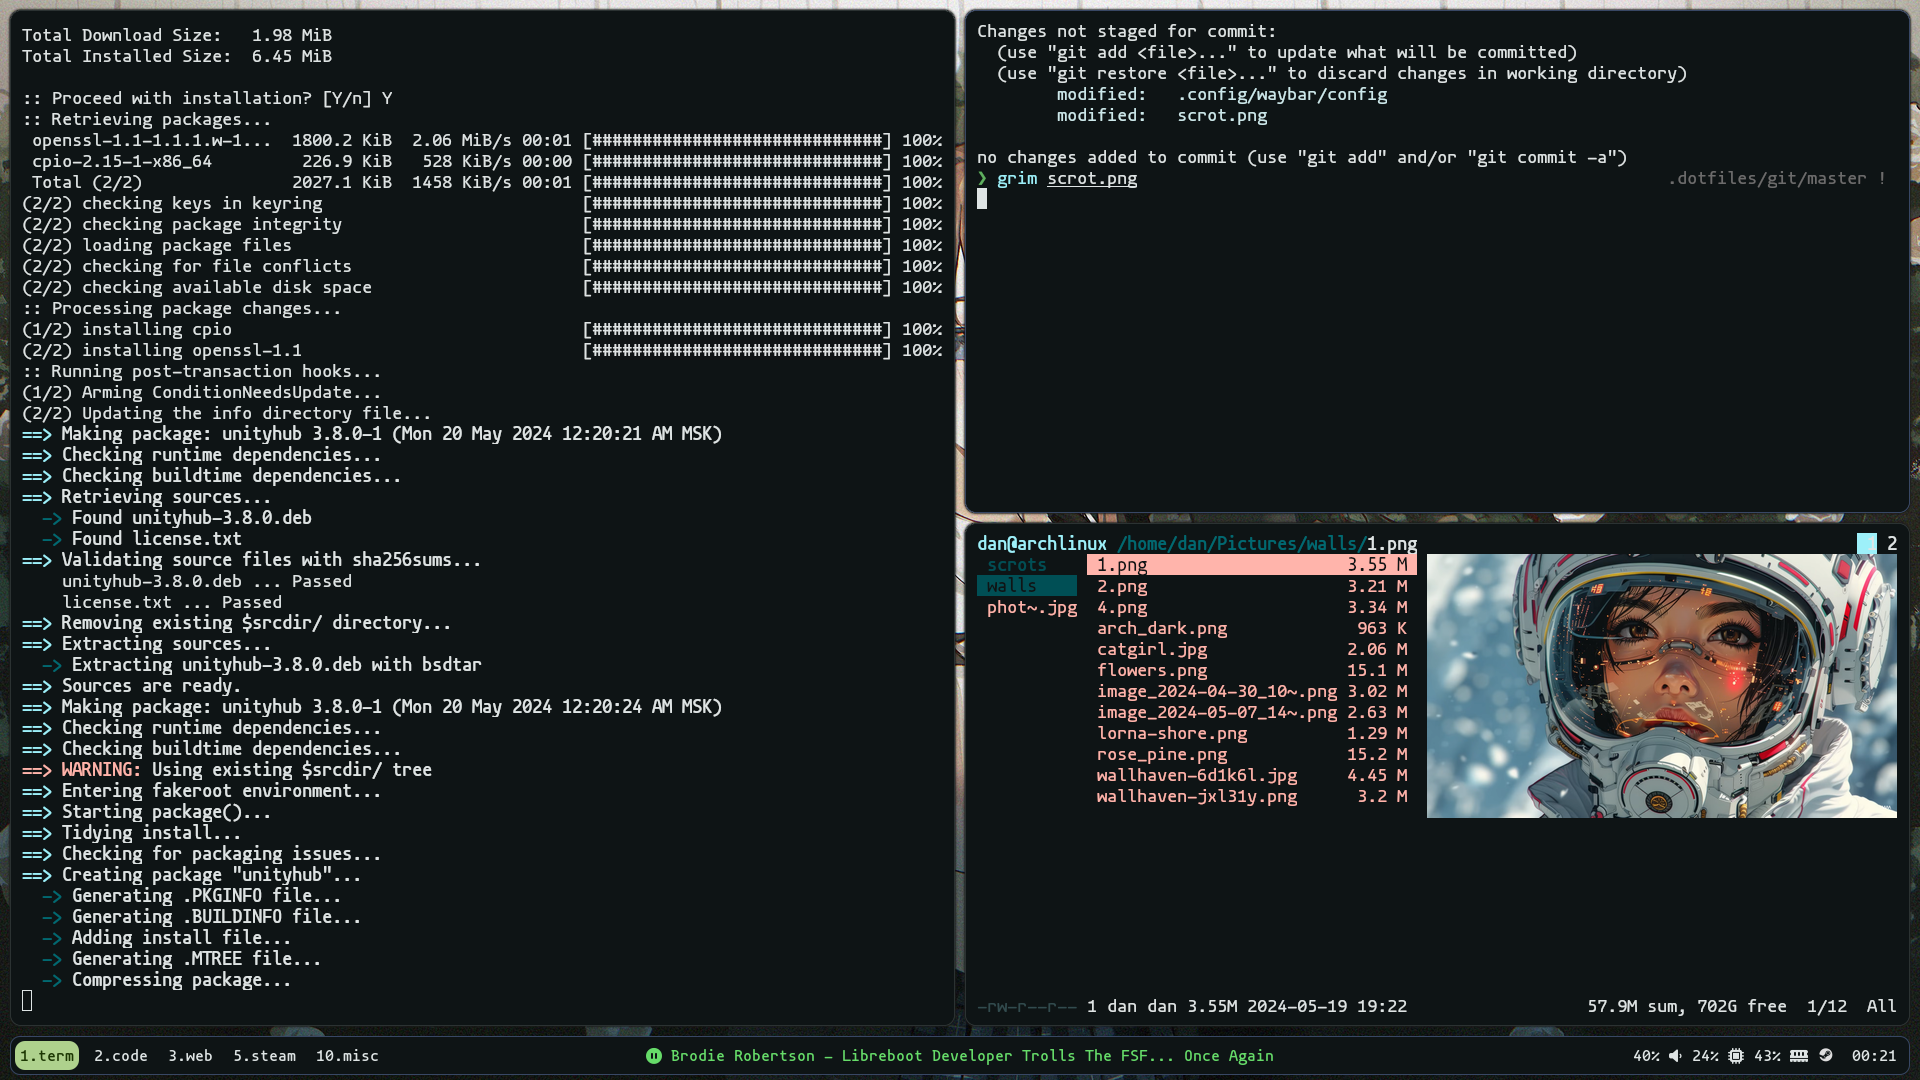 Total Download Size:   1.98 MiB
Total Installed Size:  6.45 MiB
:: Proceed with installation? [Y/n] Y
:: Retrieving packages...
openssl-1.1-1.1.1.w-1...  1800.2 KiB  2.06 MiB/s 00:01 [#############################] 100%
cpio-2.15-1-x86_64         226.9 KiB   528 KiB/s 00:00 [#############################] 100%
Total (2/2)               2027.1 KiB  1458 KiB/s 00:01 [#############################] 100%
(2/2) checking keys in keyring                          [#############################] 100%
(2/2) checking package integrity                        [#############################] 100%
(2/2) loading package files                             [#############################] 100%
(2/2) checking for file conflicts                       [#############################] 100%
(2/2) checking available disk space                     [#############################] 100%
:: Processing package changes...
(1/2) installing cpio                                   [#############################] 100%
(2/2) installing openssl-1.1                            [#############################] 100%
:: Running post-transaction hooks...
(1/2) Arming ConditionNeedsUpdate...
(2/2) Updating the info directory file...
==> Making package: unityhub 3.8.0-1 (Mon 20 May 2024 12:20:21 AM MSK)
==> Checking runtime dependencies...
==> Checking buildtime dependencies...
==> Retrieving sources...
-> Found unityhub-3.8.0.deb
-> Found license.txt
==> Validating source files with sha256sums...
unityhub-3.8.0.deb ... Passed
license.txt ... Passed
==> Removing existing $srcdir/ directory...
==> Extracting sources...
-> Extracting unityhub-3.8.0.deb with bsdtar
==> Sources are ready.
==> Making package: unityhub 3.8.0-1 (Mon 20 May 2024 12:20:24 AM MSK)
==> Checking runtime dependencies...
==> Checking buildtime dependencies...
==> WARNING: Using existing $srcdir/ tree
==> Entering fakeroot environment...
==> Starting package()...
==> Tidying install...
==> Checking for packaging issues...
==> Creating package "unityhub"...
-> Generating .PKGINFO file...
-> Generating .BUILDINFO file...
-> Adding install file...
-> Generating .MTREE file...
-> Compressing package...
Changes not staged for commit:
(use "git add <file>..." to update what will be committed)
(use "git restore <file>..." to discard changes in working directory)
modified:   .config/waybar/config
modified:   scrot.png
no changes added to commit (use "git add" and/or "git commit -a")
❯ grim scrot.png .dotfiles/git/master !
dan@archlinux /home/dan/Pictures/walls/1.png 1 2
scrots 1.png 3.55 M
walls 2.png 3.21 M
phot~.jpg 4.png 3.34 M
arch_dark.png 963 K
catgirl.jpg 2.06 M
flowers.png 15.1 M
image_2024-04-30_10~.png 3.02 M
image_2024-05-07_14~.png 2.63 M
lorna-shore.png 1.29 M
rose_pine.png 15.2 M
wallhaven-6d1k6l.jpg 4.45 M
wallhaven-jxl31y.png 3.2 M
-rw-r--r-- 1 dan dan 3.55M 2024-05-19 19:22 57.9M sum, 702G free 1/12 All
1.term 2.code 3.web 5.steam 10.misc Brodie Robertson - Libreboot Developer Trolls The FSF... Once Again 40% 24% 43% 00:21